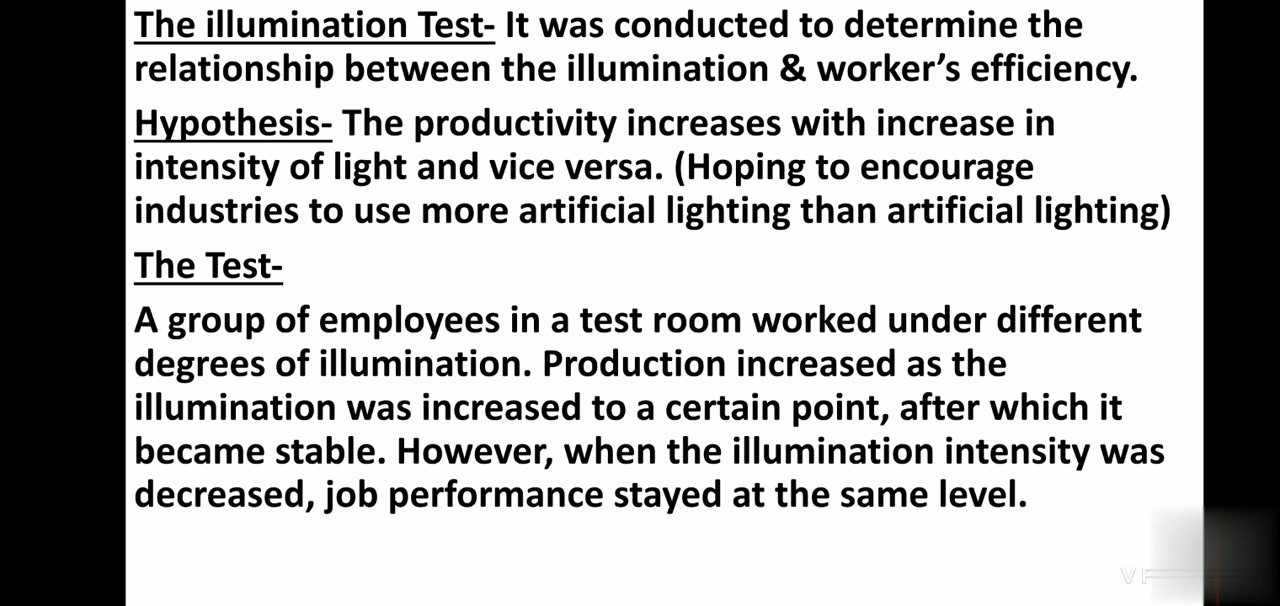 The illumination Test- It was conducted to determine the
relationship between the illumination & worker’s efficiency.
Hypothesis- The productivity increases with increase in
intensity of light and vice versa. (Hoping to encourage
industries to use more artificial lighting than artificial lighting)
The Test-
A group of employees in a test room worked under different
degrees of illumination. Production increased as the
illumination was increased to a certain point, after which it
became stable. However, when the illumination intensity was
decreased, job performance stayed at the same level.